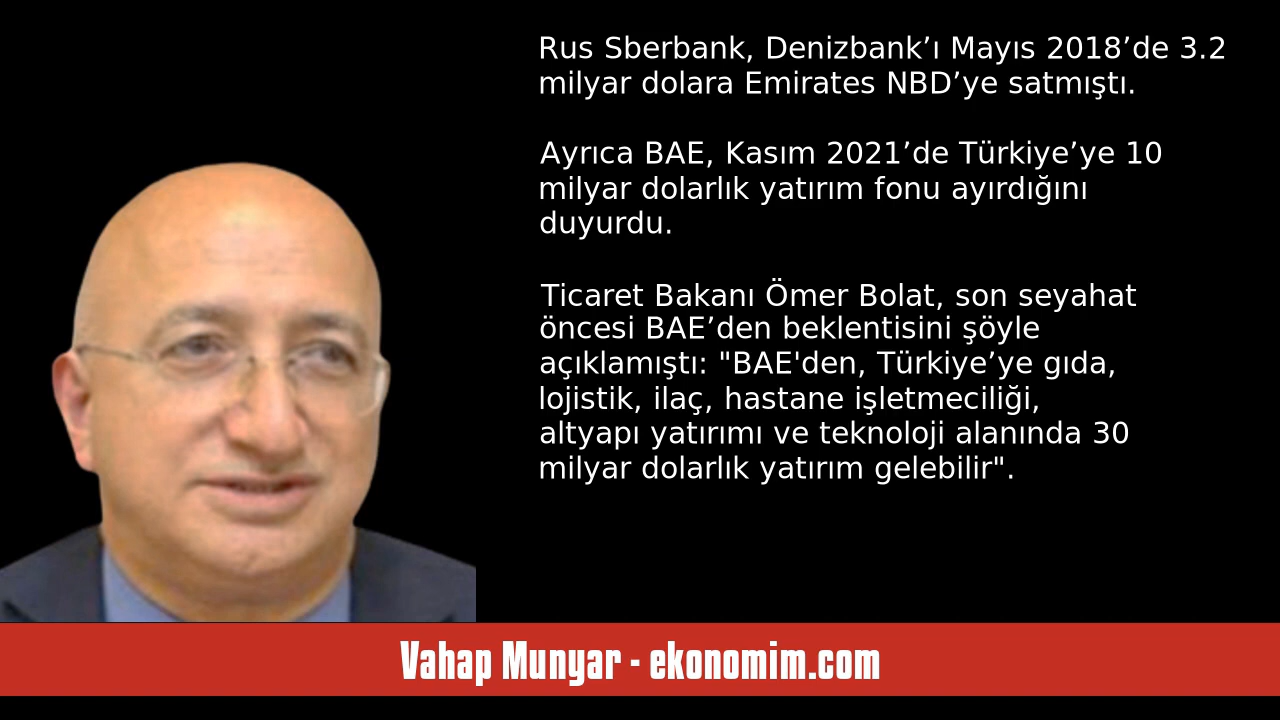 Rus Sberbank, Denizbank’ı Mayıs 2018’de 3.2
milyar dolara Emirates NBD’ye satmıştı.
Ayrıca BAE, Kasım 2021’de Türkiye’ye 10
milyar dolarlık yatırım fonu ayırdığını
duyurdu.
Ticaret Bakanı Ömer Bolat, son seyahat
öncesi BAE’den beklentisini şöyle
açıklamıştı: "BAE'den, Türkiye’ye gıda,
lojistik, ilaç, hastane işletmeciliği,
altyapı yatırımı ve teknoloji alanında 30
milyar dolarlık yatırım gelebilir".
Vahap Munyar - ekonomim.com